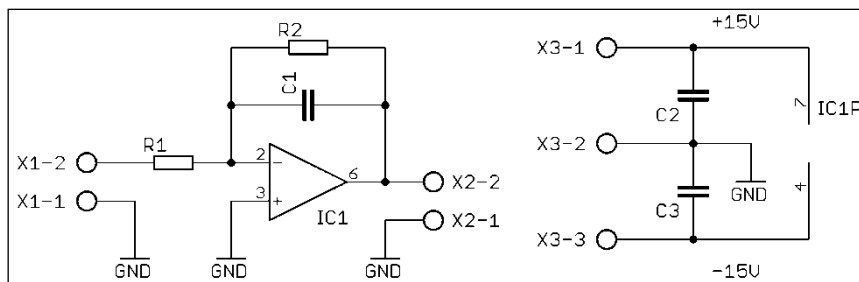 R2
C1
R1
X1-2
X1-1
2
-
3
+
6
IC1
X2-2
X2-1
GND
GND
GND
+15V
X3-1
7
IC1P
C2
X3-2
C3
GND
4
X3-3
-15V